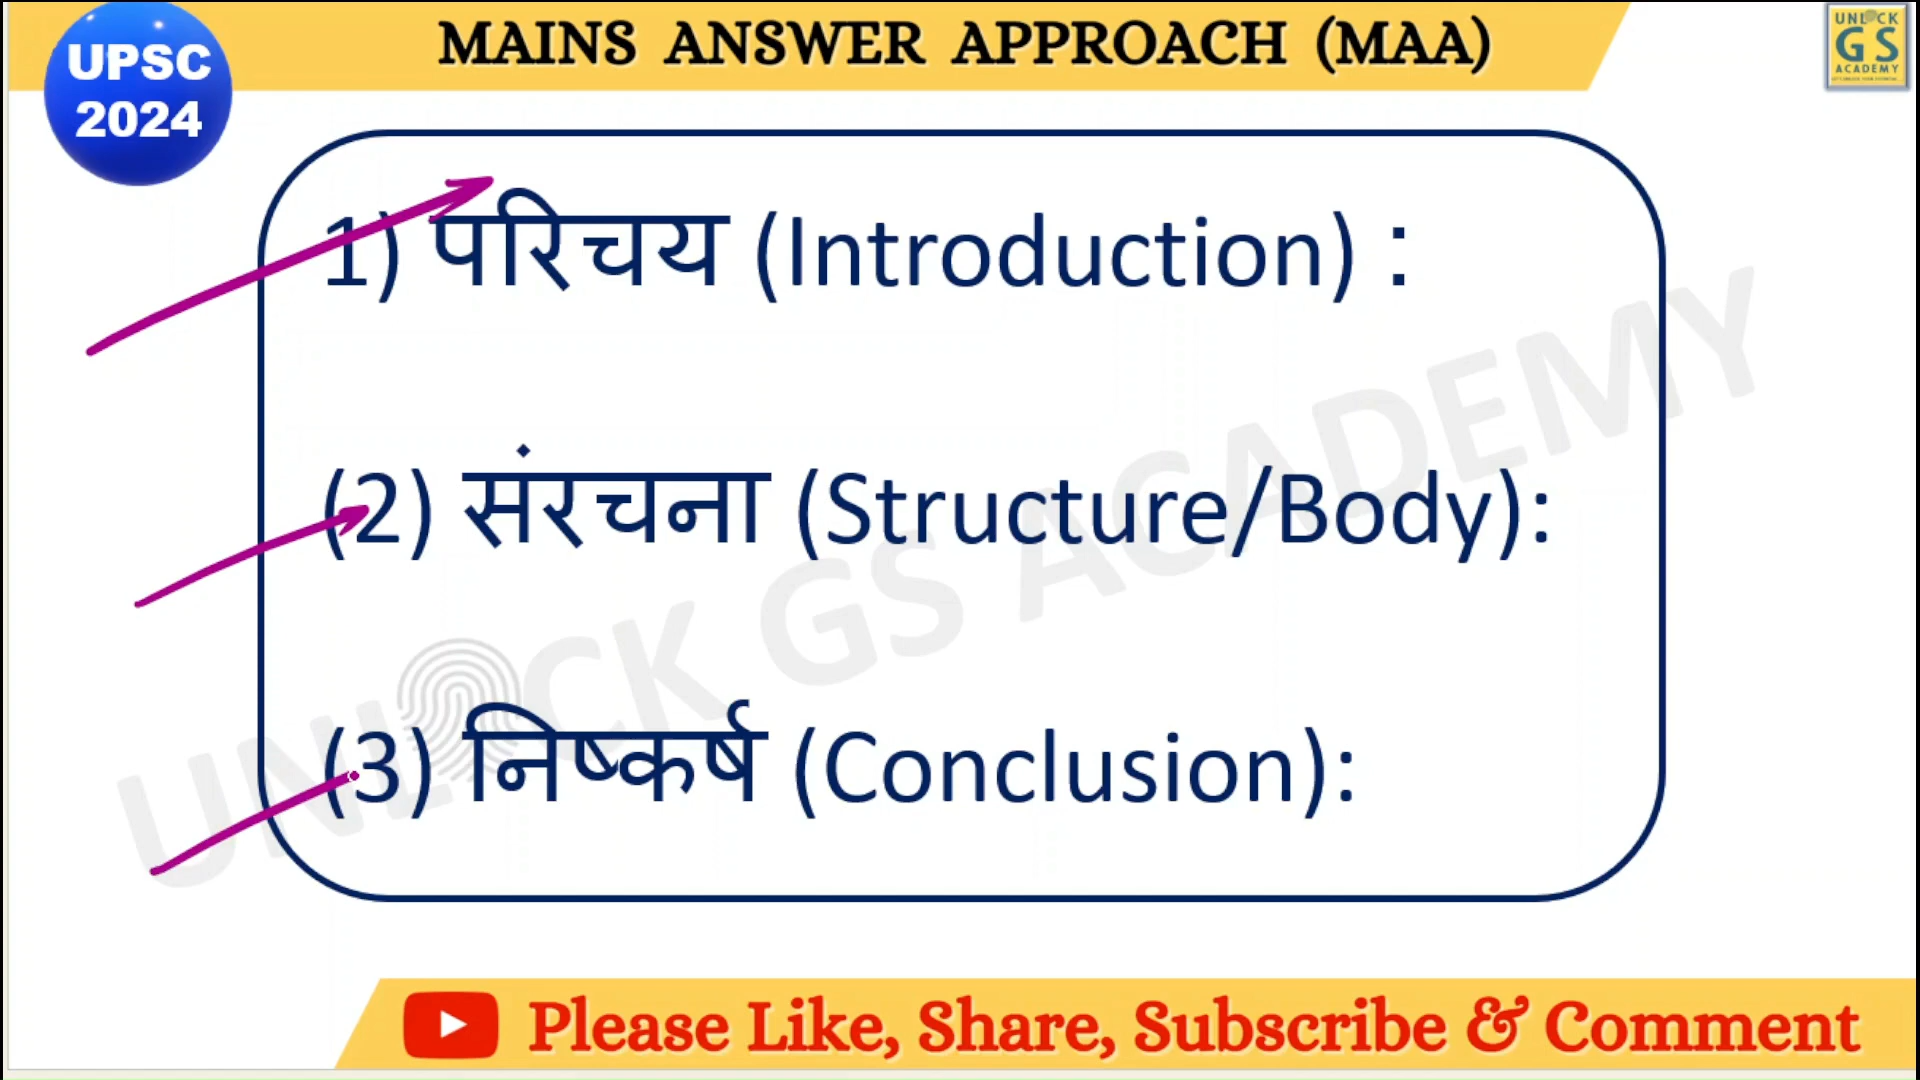 MAINS ANSWER APPROACH (MAA)
UPSC
2024
UNLOCK
GS
ACADEMY
1) परिचय (Introduction) :
(2) संरचना (Structure/Body):
(3) निष्कर्ष (Conclusion):
UNLOCK GS ACADEMY
Please Like, Share, Subscribe & Comment